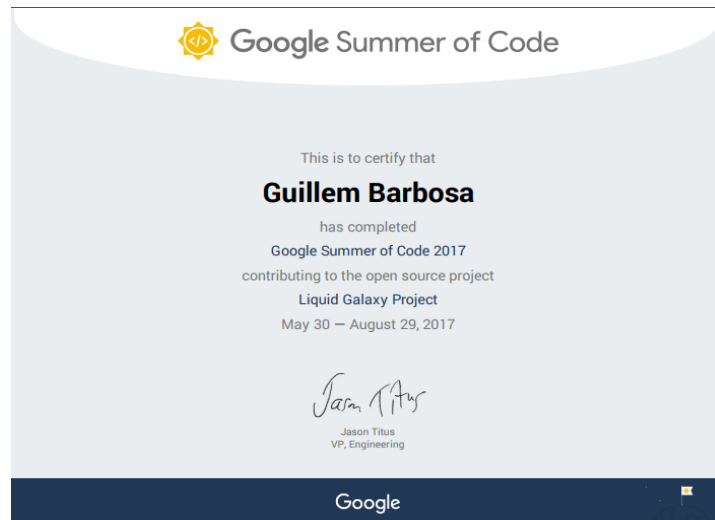 Google Summer of Code
This is to certify that
Guillem Barbosa
has completed
Google Summer of Code 2017
contributing to the open source project
Liquid Galaxy Project
May 30 — August 29, 2017
Jason Titus
Jason Titus
VP, Engineering
Google